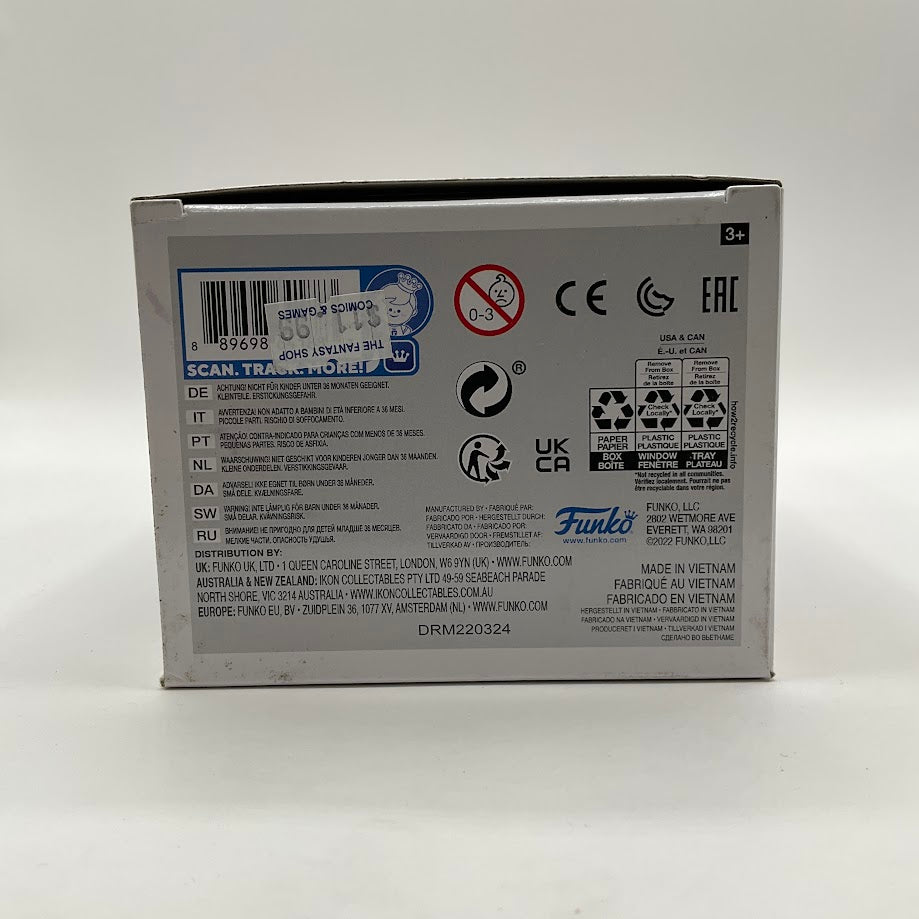 3+
8 89698
THE FANTASY SHOP
COMICS & GAMES
$11.99
SCAN. TRACK. MORE!
0-3
CE
EAC
®
UK
CA
USA & CAN
É.-U. et CAN
Remove From Box
Retirez de la boîte
Remove From Box
Retirez de la boîte
Check Locally*
Check Locally*
PAPER PAPIER
PLASTIC PLASTIQUE
PLASTIC PLASTIQUE
BOX BOÎTE
WINDOW FENÊTRE
TRAY PLATEAU
*Not recycled in all communities.
Vérifiez localement. Pourrait ne pas
être recyclable dans votre région.
how2recycle.info
DE ACHTUNG! NICHT FÜR KINDER UNTER 36 MONATEN GEEIGNET.
KLEINTEILE. ERSTICKUNGSGEFAHR.
IT AVVERTENZA! NON ADATTO A BAMBINI DI ETÀ INFERIORE A 36 MESI.
PICCOLE PARTI. RISCHIO DI SOFFOCAMENTO.
PT ATENÇÃO! CONTRA-INDICADO PARA CRIANÇAS COM MENOS DE 36 MESES.
PEQUENAS PARTES. RISCO DE ASFIXIA.
NL WAARSCHUWING! NIET GESCHIKT VOOR KINDEREN JONGER DAN 36 MAANDEN.
KLEINE ONDERDELEN. VERSTIKKINGSGEVAAR.
DA ADVARSEL! IKKE EGNET TIL BØRN UNDER 36 MÅNEDER.
SMÅ DELE. KVÆLNINGSFARE.
SW VARNING! INTE LÄMPLIG FÖR BARN UNDER 36 MÅNADER.
SMÅ DELAR, KVÄVNINGSRISK.
RU ВНИМАНИЕ! НЕ ПРИГОДНО ДЛЯ ДЕТЕЙ МЛАДШЕ 36 МЕСЯЦЕВ.
МЕЛКИЕ ЧАСТИ, ОПАСНОСТЬ УДУШЬЯ.
MANUFACTURED BY • FABRIQUÉ PAR:
FABRICADO POR • HERGESTELLT DURCH:
FABBRICATO DA • FABRICADO POR:
VERVAARDIGD DOOR • FREMSTILLET AF:
TILLVERKAD AV • ПРОИЗВОДИТЕЛЬ:
Funko
www.funko.com
FUNKO, LLC
2802 WETMORE AVE
EVERETT, WA 98201
©2022 FUNKO,LLC
DISTRIBUTION BY:
UK: FUNKO UK, LTD • 1 QUEEN CAROLINE STREET, LONDON, W6 9YN (UK) • WWW.FUNKO.COM
AUSTRALIA & NEW ZEALAND: IKON COLLECTABLES PTY LTD 49-59 SEABEACH PARADE
NORTH SHORE, VIC 3214 AUSTRALIA • WWW.IKONCOLLECTABLES.COM.AU
EUROPE: FUNKO EU, BV • ZUIDPLEIN 36, 1077 XV, AMSTERDAM (NL) • WWW.FUNKO.COM
DRM220324
MADE IN VIETNAM
FABRIQUÉ AU VIETNAM
FABRICADO EN VIETNAM
HERGESTELLT IN VIETNAM • FABBRICATO IN VIETNAM
FABRICADO NA VIETNAM • VERVAARDIGD IN VIETNAM
PRODUCERET I VIETNAM • TILLVERKAD I VIETNAM
СДЕЛАНО ВО ВЬЕТНАМЕ